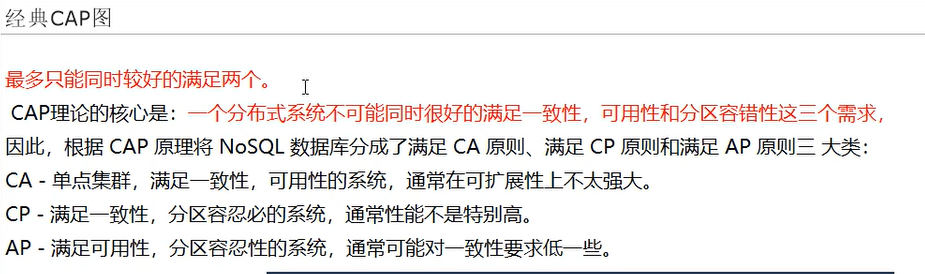 经典CAP图
最多只能同时较好的满足两个。
CAP理论的核心是：一个分布式系统不可能同时很好的满足一致性，可用性和分区容错性这三个需求，
因此，根据 CAP 原理将 NoSQL 数据库分成了满足 CA 原则、满足 CP 原则和满足 AP 原则三 大类：
CA - 单点集群，满足一致性，可用性的系统，通常在可扩展性上不太强大。
CP - 满足一致性，分区容忍必的系统，通常性能不是特别高。
AP - 满足可用性，分区容忍性的系统，通常可能对一致性要求低一些。